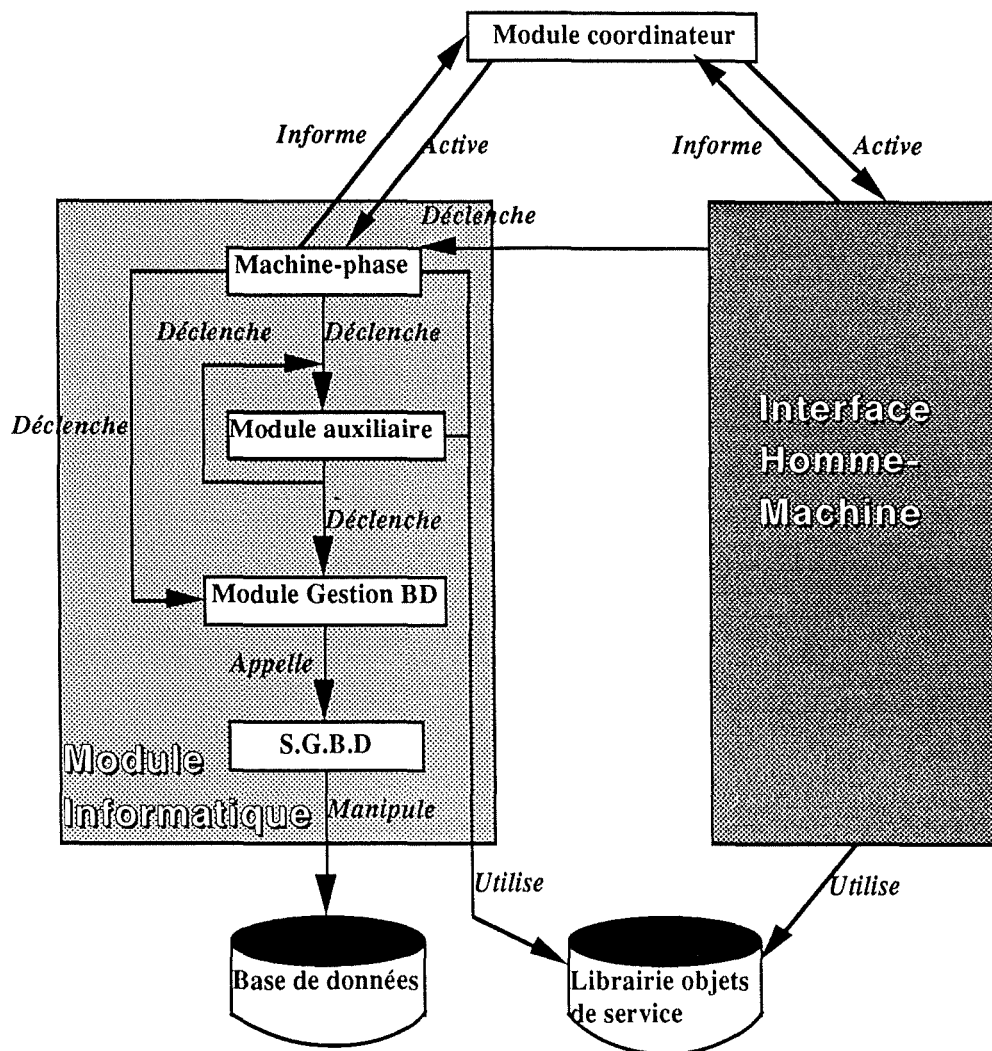 Module coordinateur
Informe
Active
Informe
Active
Déclenche
Machine-phase
Déclenche
Déclenche
Déclenche
Module auxiliaire
Interface
Homme-
Machine
Déclenche
Module Gestion BD
Appelle
S.G.B.D
Module
Informatique
Manipule
Utilise
Utilise
Base de données
Librairie objets
de service